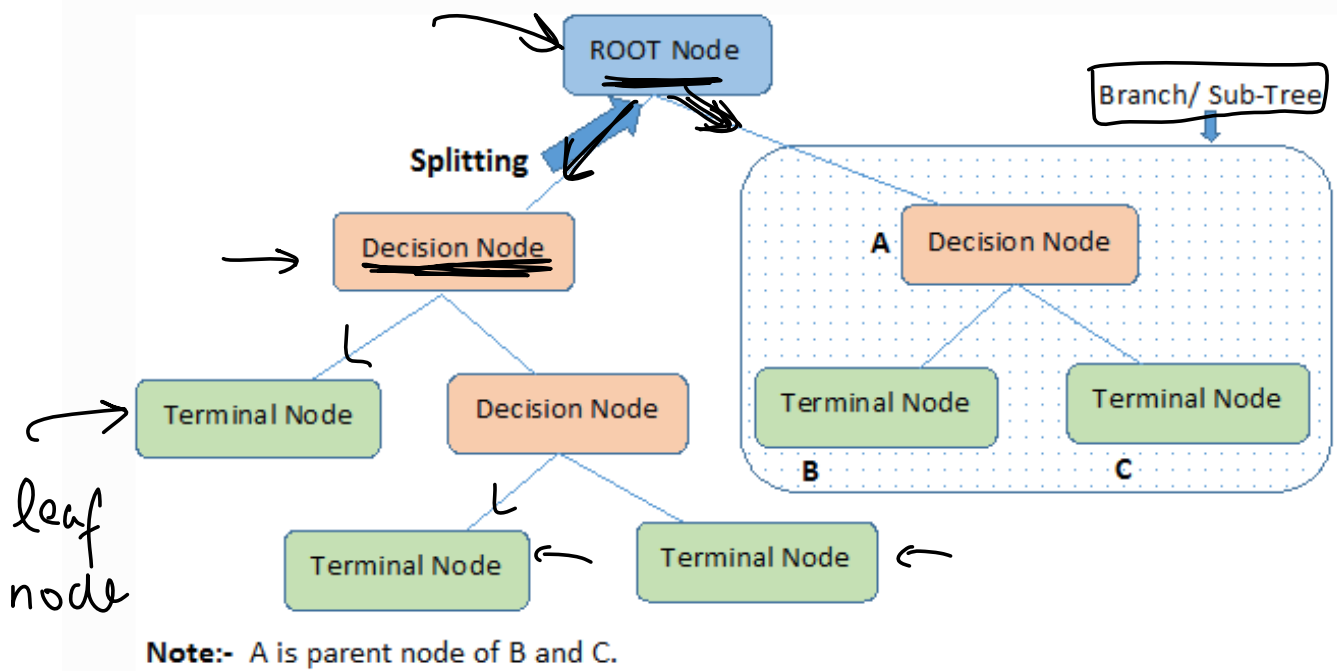 ROOT Node
Branch/ Sub-Tree
Splitting
Decision Node
A
Decision Node
Terminal Node
Decision Node
Terminal Node
Terminal Node
B
C
leaf
node
Terminal Node
Terminal Node
Note:- A is parent node of B and C.